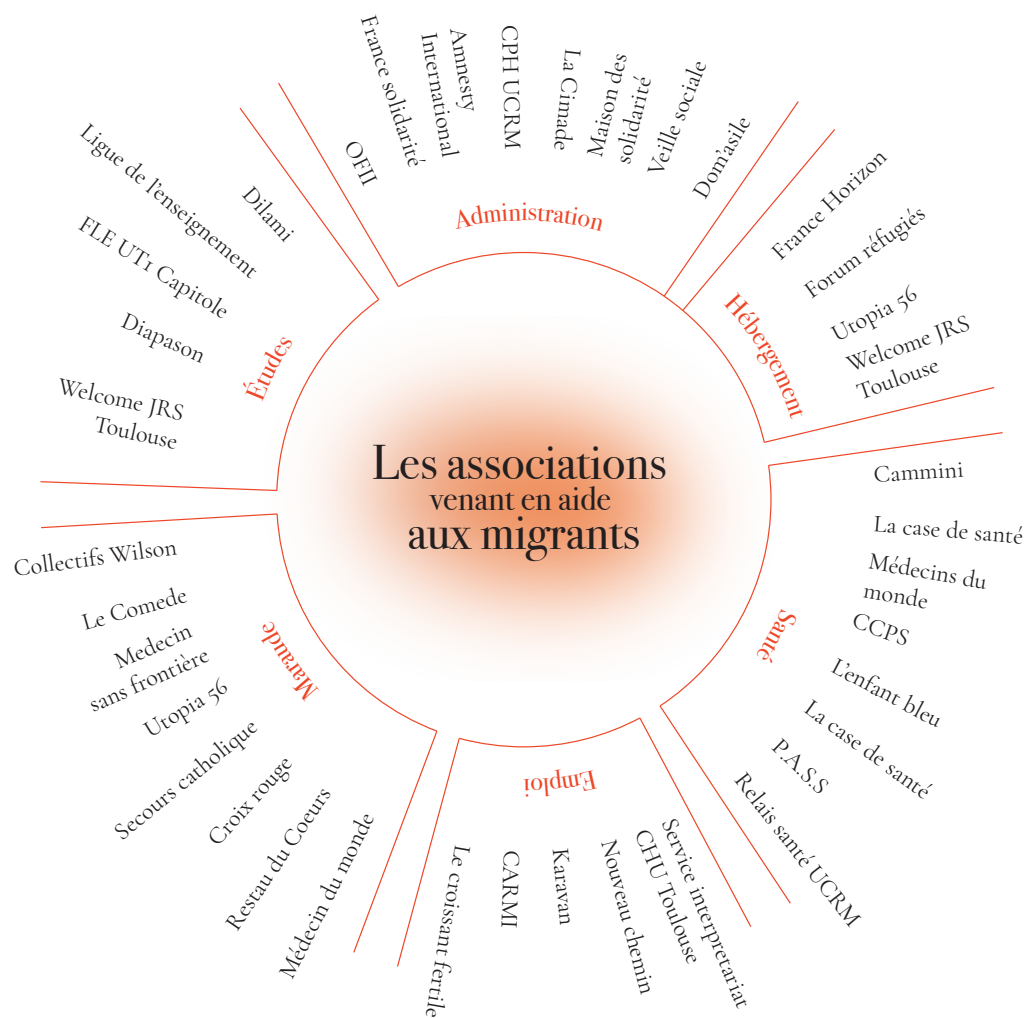 Les associations
venant en aide
aux migrants
Administration
OFII
France solidarité
Amnesty
International
CPH UCRM
La Cimade
Maison des
solidarité
Veille sociale
Dom'asile
Hébergement
France Horizon
Forum réfugiés
Utopia 56
Welcome JRS
Toulouse
Santé
Cammini
La case de santé
Médecins du
monde
CCPS
L'enfant bleu
La case de santé
P.A.S.S
Relais santé UCRM
Emploi
Service interpretariat
CHU Toulouse
Nouveau chemin
Karavan
CARMI
Le croissant fertile
Maraude
Médecin du monde
Restau du Coeurs
Croix rouge
Secours catholique
Utopia 56
Medecin
sans frontière
Le Comede
Collectifs Wilson
Études
Welcome JRS
Toulouse
Diapason
FLE UT1 Capitole
Ligue de l'enseignement
Dilami